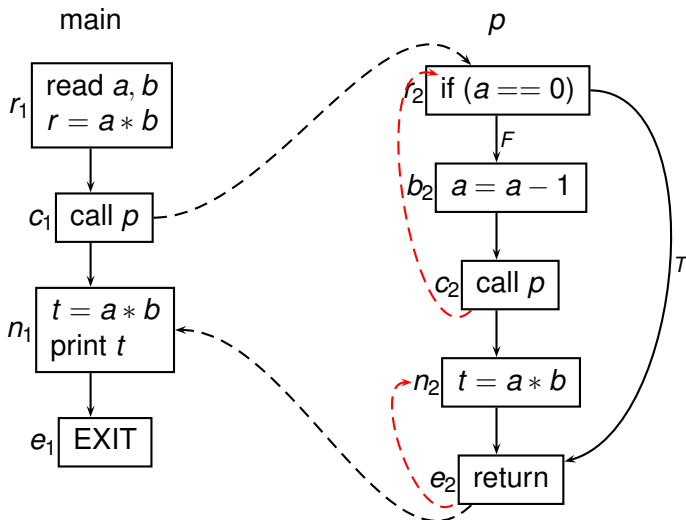 main
r₁
read a, b
r = a ∗ b
c₁
call p
n₁
t = a ∗ b
print t
e₁
EXIT
p
r₂
if (a == 0)
F
T
b₂
a = a − 1
c₂
call p
n₂
t = a ∗ b
e₂
return